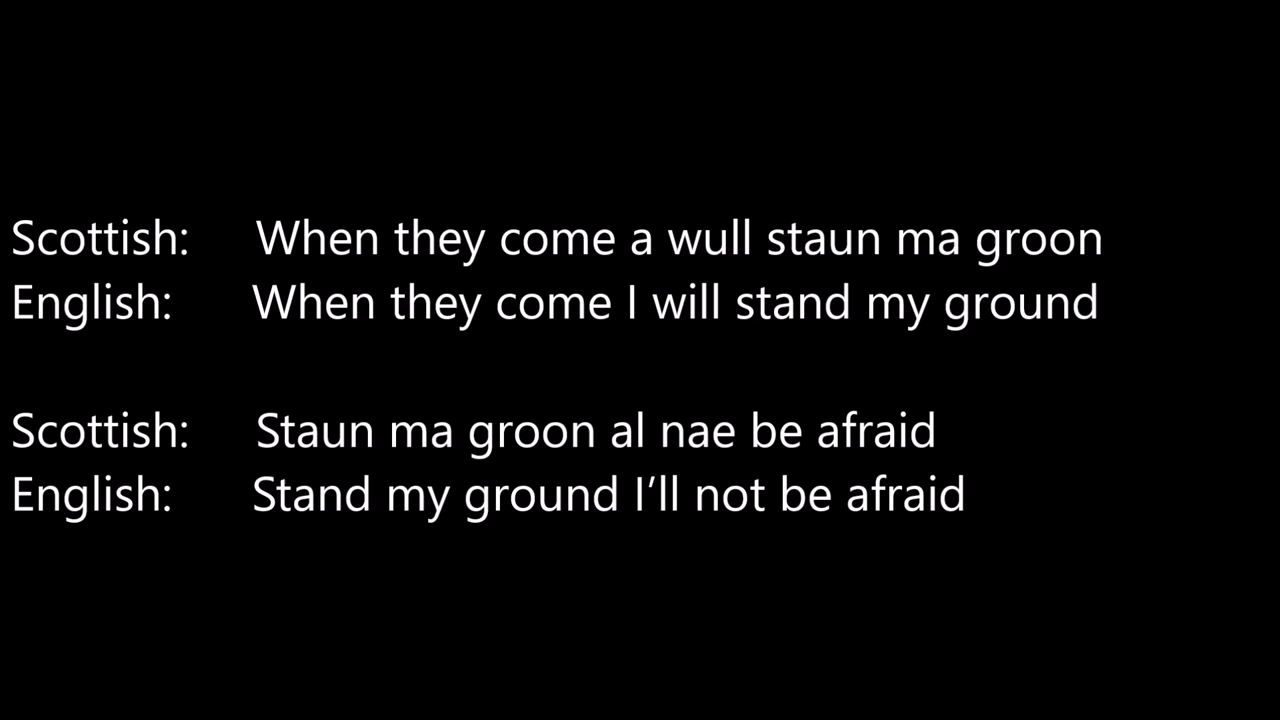 Scottish: When they come a wull staun ma groon
English: When they come I will stand my ground
Scottish: Staun ma groon al nae be afraid
English: Stand my ground I’ll not be afraid